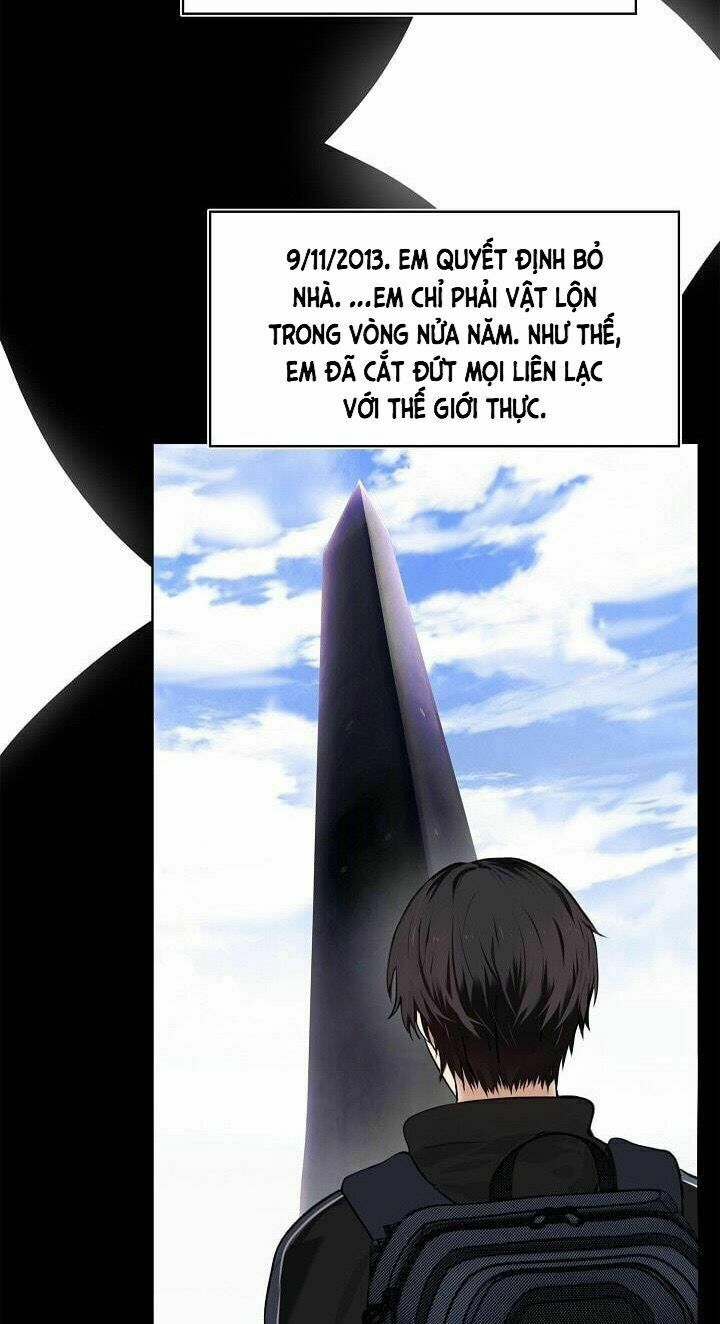 9/11/2013. EM QUYẾT ĐỊNH BỎ
NHÀ. ...EM CHỈ PHẢI VẬT LỘN
TRONG VÒNG NỬA NĂM. NHƯ THẾ,
EM ĐÃ CẮT ĐỨT MỌI LIÊN LẠC
VỚI THẾ GIỚI THỰC.